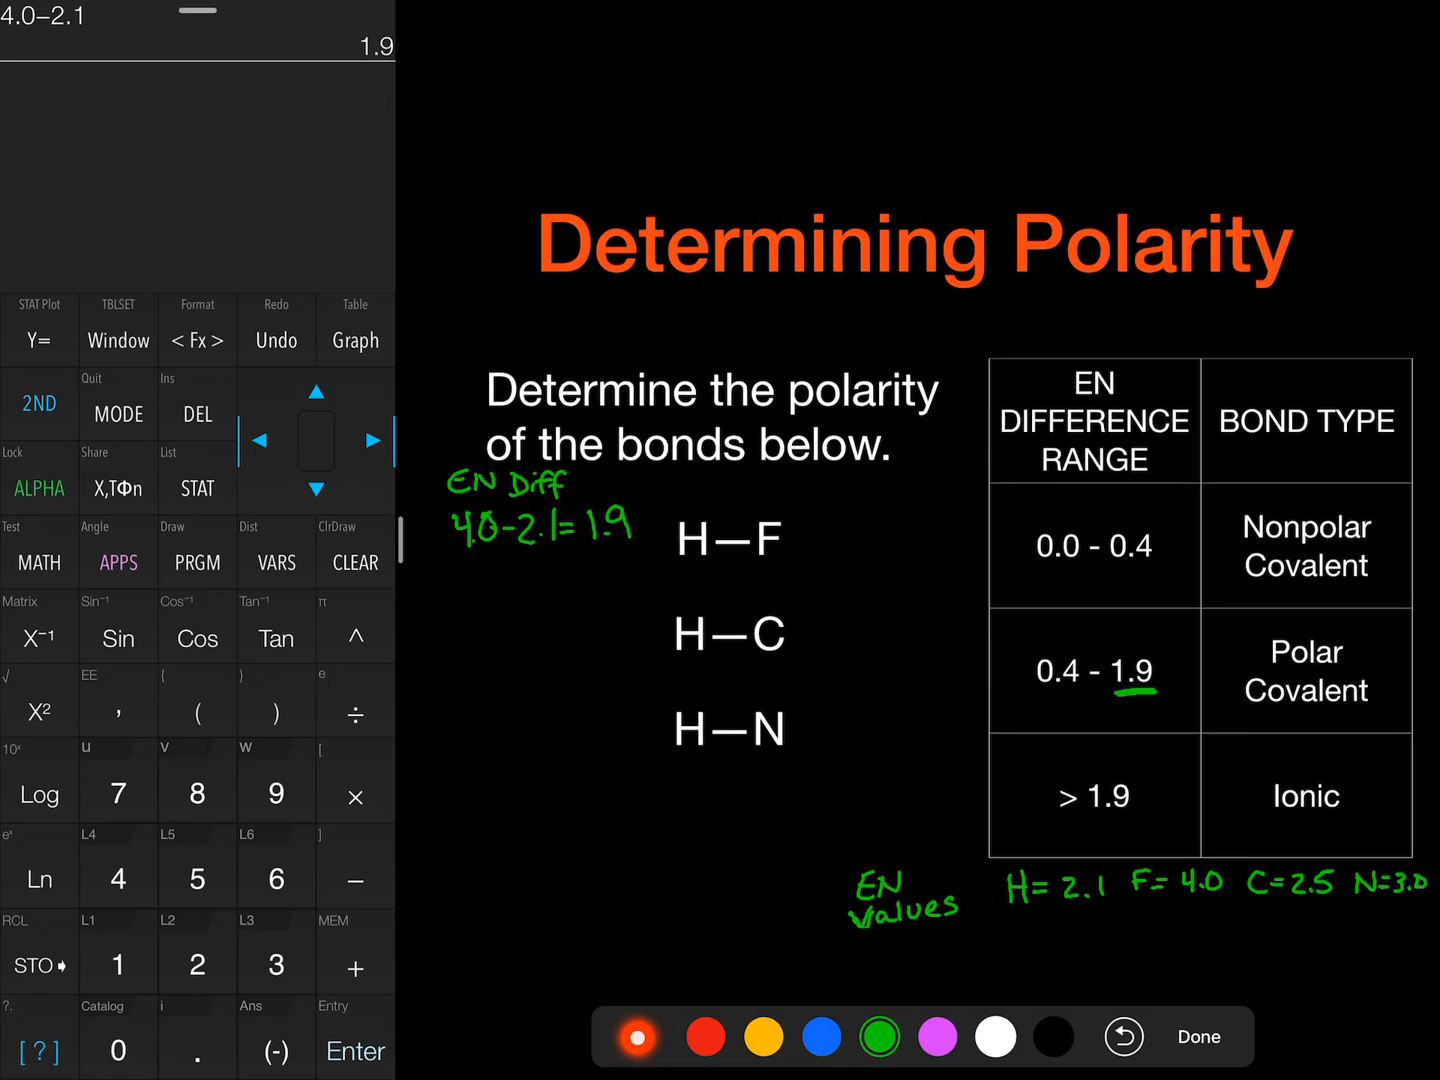 4.0–2.1
1.9
STAT Plot TBLSET Format Redo Table
Y= Window < Fx > Undo Graph
Quit Ins
2ND MODE DEL
Lock Share List
ALPHA X,TΦn STAT
Test Angle Draw Dist ClrDraw
MATH APPS PRGM VARS CLEAR
Matrix Sin⁻¹ Cos⁻¹ Tan⁻¹ π
X⁻¹ Sin Cos Tan ^
√ EE { } e
X² , ( ) ÷
10ˣ u v w [
Log 7 8 9 ×
eˣ L4 L5 L6 ]
Ln 4 5 6 −
RCL L1 L2 L3 MEM
STO➧ 1 2 3 +
?. Catalog i Ans Entry
[ ? ] 0 . (-) Enter
Determining Polarity
Determine the polarity
of the bonds below.
EN Diff
4.0-2.1= 1.9
H—F
H—C
H—N
EN
DIFFERENCE
RANGE
BOND TYPE
0.0 - 0.4
Nonpolar
Covalent
0.4 - 1.9
Polar
Covalent
> 1.9
Ionic
EN
Values
H= 2.1 F= 4.0 C=2.5 N=3.0
Done